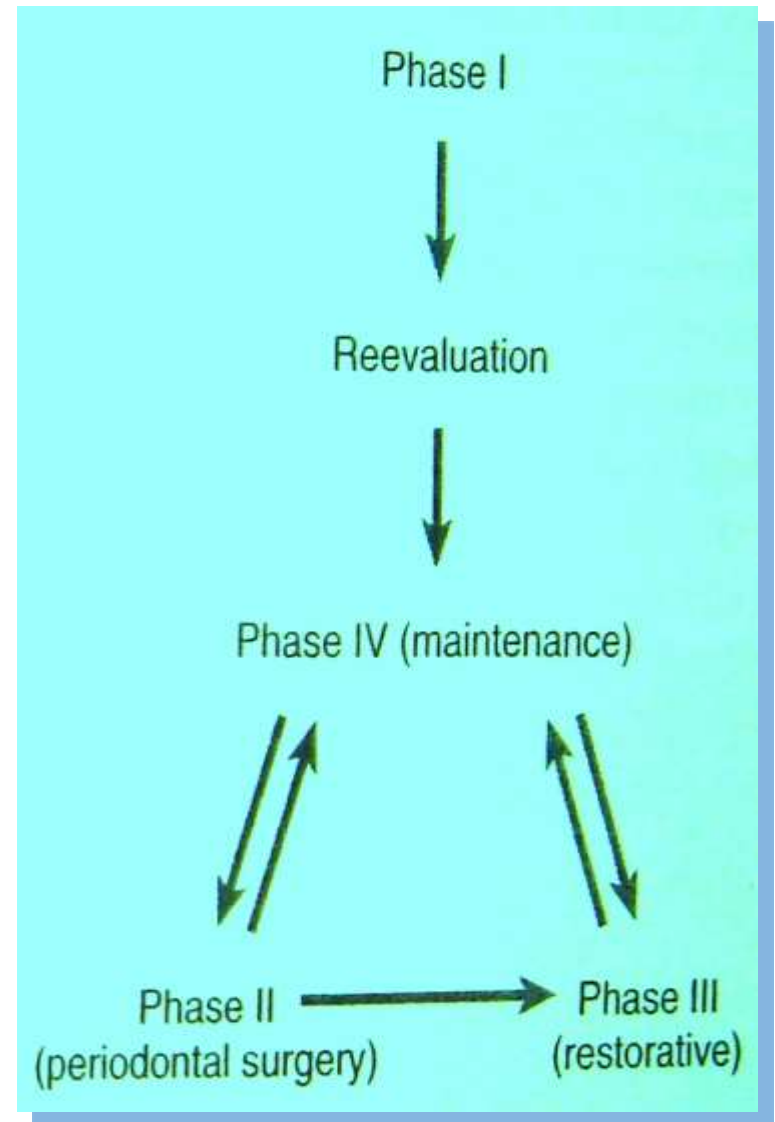 Phase I
Reevaluation
Phase IV (maintenance)
Phase II
(periodontal surgery)
Phase III
(restorative)